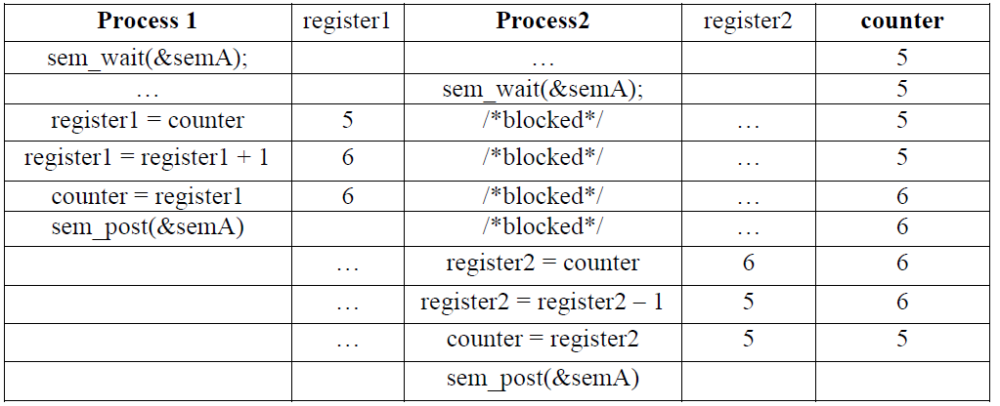 Process 1 register1 Process2 register2 counter
sem_wait(&semA); … 5
… sem_wait(&semA); 5
register1 = counter 5 /*blocked*/ … 5
register1 = register1 + 1 6 /*blocked*/ … 5
counter = register1 6 /*blocked*/ … 6
sem_post(&semA) /*blocked*/ … 6
… register2 = counter 6 6
… register2 = register2 – 1 5 6
… counter = register2 5 5
sem_post(&semA)